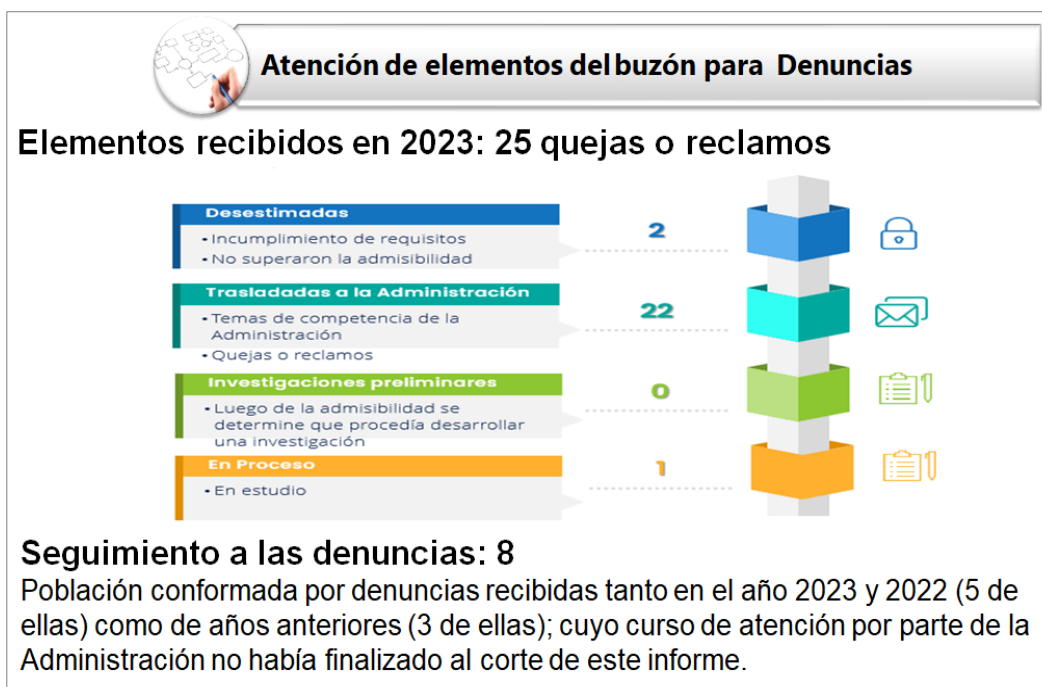 Atención de elementos del buzón para Denuncias
Elementos recibidos en 2023: 25 quejas o reclamos
Desestimadas
• Incumplimiento de requisitos
• No superaron la admisibilidad
2
Trasladadas a la Administración
• Temas de competencia de la
Administración
• Quejas o reclamos
22
Investigaciones preliminares
• Luego de la admisibilidad se
determine que procedía desarrollar
una investigación
0
En Proceso
• En estudio
1
Seguimiento a las denuncias: 8
Población conformada por denuncias recibidas tanto en el año 2023 y 2022 (5 de
ellas) como de años anteriores (3 de ellas); cuyo curso de atención por parte de la
Administración no había finalizado al corte de este informe.